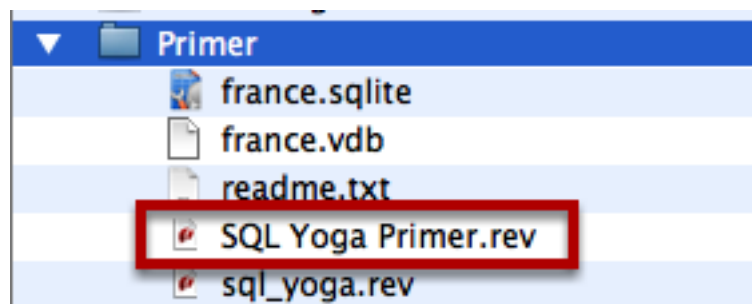 Primer
france.sqlite
france.vdb
readme.txt
SQL Yoga Primer.rev
sql_yoga.rev